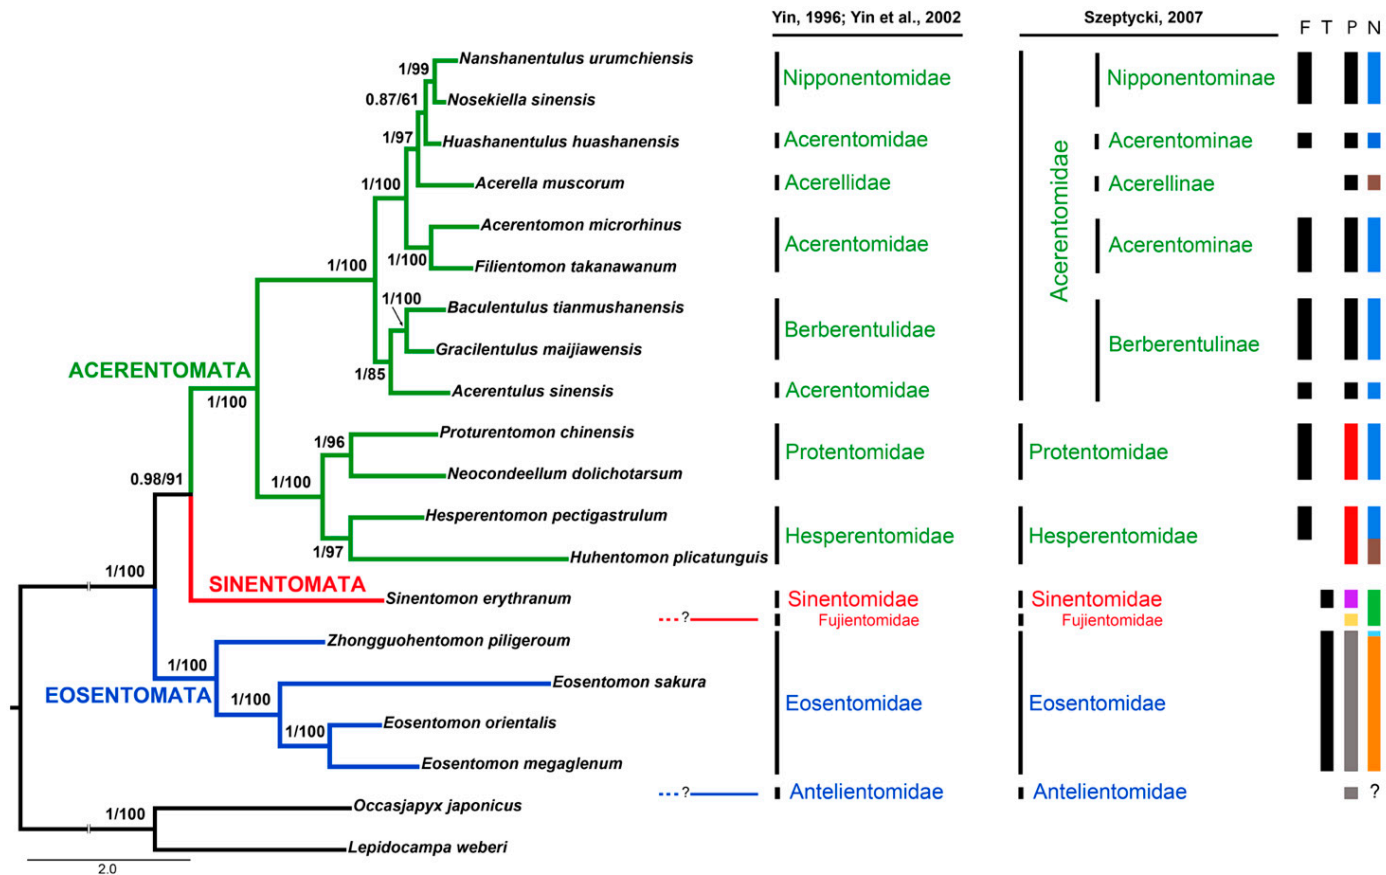 Yin, 1996; Yin et al., 2002 Szeptycki, 2007 F T P N
Nanshanentulus urumchiensis
1/99 Nipponentomidae Nipponentominae
0.87/61 Nosekiella sinensis
1/97 Huashanentulus huashanensis Acerentomidae Acerentominae
1/100 Acerella muscorum Acerellidae Acerellinae
Acerentomidae
Acerentomon microrhinus
Acerentomidae Acerentominae
1/100 1/100 Filientomon takanawanum
1/100 Baculentulus tianmushanensis
Berberentulidae Berberentulinae
Gracilentulus maijiawensis
ACERENTOMATA 1/85
1/100 Acerentulus sinensis Acerentomidae
1/96 Proturentomon chinensis
Protentomidae Protentomidae
0.98/91 1/100 Neocondeellum dolichotarsum
Hesperentomon pectigastrulum
Hesperentomidae Hesperentomidae
1/97 Huhentomon plicatunguis
1/100 SINENTOMATA
Sinentomon erythranum Sinentomidae Sinentomidae
? Fujientomidae Fujientomidae
Zhongguohentomon piligeroum
1/100
EOSENTOMATA 1/100 Eosentomon sakura
Eosentomidae Eosentomidae
1/100 Eosentomon orientalis
Eosentomon megaglenum
? Antelientomidae Antelientomidae ?
1/100 Occasjapyx japonicus
Lepidocampa weberi
2.0